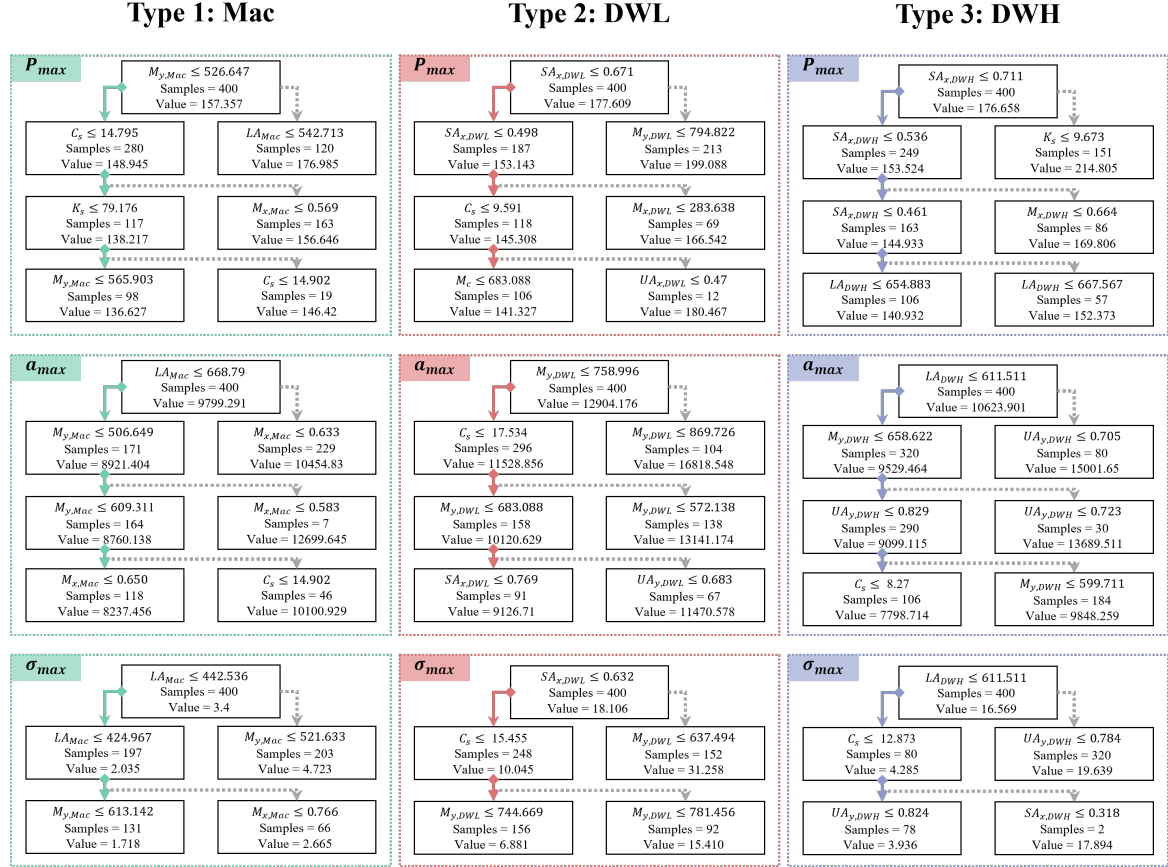 Type 1: Mac
Type 2: DWL
Type 3: DWH
P_max
M_y,Mac ≤ 526.647
Samples = 400
Value = 157.357
C_s ≤ 14.795
Samples = 280
Value = 148.945
LA_Mac ≤ 542.713
Samples = 120
Value = 176.985
K_s ≤ 79.176
Samples = 117
Value = 138.217
M_x,Mac ≤ 0.569
Samples = 163
Value = 156.646
M_y,Mac ≤ 565.903
Samples = 98
Value = 136.627
C_s ≤ 14.902
Samples = 19
Value = 146.42
P_max
SA_x,DWL ≤ 0.671
Samples = 400
Value = 177.609
SA_x,DWL ≤ 0.498
Samples = 187
Value = 153.143
M_y,DWL ≤ 794.822
Samples = 213
Value = 199.088
C_s ≤ 9.591
Samples = 118
Value = 145.308
M_x,DWL ≤ 283.638
Samples = 69
Value = 166.542
M_c ≤ 683.088
Samples = 106
Value = 141.327
UA_x,DWL ≤ 0.47
Samples = 12
Value = 180.467
P_max
SA_x,DWH ≤ 0.711
Samples = 400
Value = 176.658
SA_x,DWH ≤ 0.536
Samples = 249
Value = 153.524
K_s ≤ 9.673
Samples = 151
Value = 214.805
SA_x,DWH ≤ 0.461
Samples = 163
Value = 144.933
M_x,DWH ≤ 0.664
Samples = 86
Value = 169.806
LA_DWH ≤ 654.883
Samples = 106
Value = 140.932
LA_DWH ≤ 667.567
Samples = 57
Value = 152.373
a_max
LA_Mac ≤ 668.79
Samples = 400
Value = 9799.291
M_y,Mac ≤ 506.649
Samples = 171
Value = 8921.404
M_x,Mac ≤ 0.633
Samples = 229
Value = 10454.83
M_y,Mac ≤ 609.311
Samples = 164
Value = 8760.138
M_x,Mac ≤ 0.583
Samples = 7
Value = 12699.645
M_x,Mac ≤ 0.650
Samples = 118
Value = 8237.456
C_s ≤ 14.902
Samples = 46
Value = 10100.929
a_max
M_y,DWL ≤ 758.996
Samples = 400
Value = 12904.176
C_s ≤ 17.534
Samples = 296
Value = 11528.856
M_y,DWL ≤ 869.726
Samples = 104
Value = 16818.548
M_y,DWL ≤ 683.088
Samples = 158
Value = 10120.629
M_y,DWL ≤ 572.138
Samples = 138
Value = 13141.174
SA_x,DWL ≤ 0.769
Samples = 91
Value = 9126.71
UA_y,DWL ≤ 0.683
Samples = 67
Value = 11470.578
a_max
LA_DWH ≤ 611.511
Samples = 400
Value = 10623.901
M_y,DWH ≤ 658.622
Samples = 320
Value = 9529.464
UA_y,DWH ≤ 0.705
Samples = 80
Value = 15001.65
UA_y,DWH ≤ 0.829
Samples = 290
Value = 9099.115
UA_y,DWH ≤ 0.723
Samples = 30
Value = 13689.511
C_s ≤ 8.27
Samples = 106
Value = 7798.714
M_y,DWH ≤ 599.711
Samples = 184
Value = 9848.259
σ_max
LA_Mac ≤ 442.536
Samples = 400
Value = 3.4
LA_Mac ≤ 424.967
Samples = 197
Value = 2.035
M_y,Mac ≤ 521.633
Samples = 203
Value = 4.723
M_y,Mac ≤ 613.142
Samples = 131
Value = 1.718
M_x,Mac ≤ 0.766
Samples = 66
Value = 2.665
σ_max
SA_x,DWL ≤ 0.632
Samples = 400
Value = 18.106
C_s ≤ 15.455
Samples = 248
Value = 10.045
M_y,DWL ≤ 637.494
Samples = 152
Value = 31.258
M_y,DWL ≤ 744.669
Samples = 156
Value = 6.881
M_y,DWL ≤ 781.456
Samples = 92
Value = 15.410
σ_max
LA_DWH ≤ 611.511
Samples = 400
Value = 16.569
C_s ≤ 12.873
Samples = 80
Value = 4.285
UA_y,DWH ≤ 0.784
Samples = 320
Value = 19.639
UA_y,DWH ≤ 0.824
Samples = 78
Value = 3.936
SA_x,DWH ≤ 0.318
Samples = 2
Value = 17.894